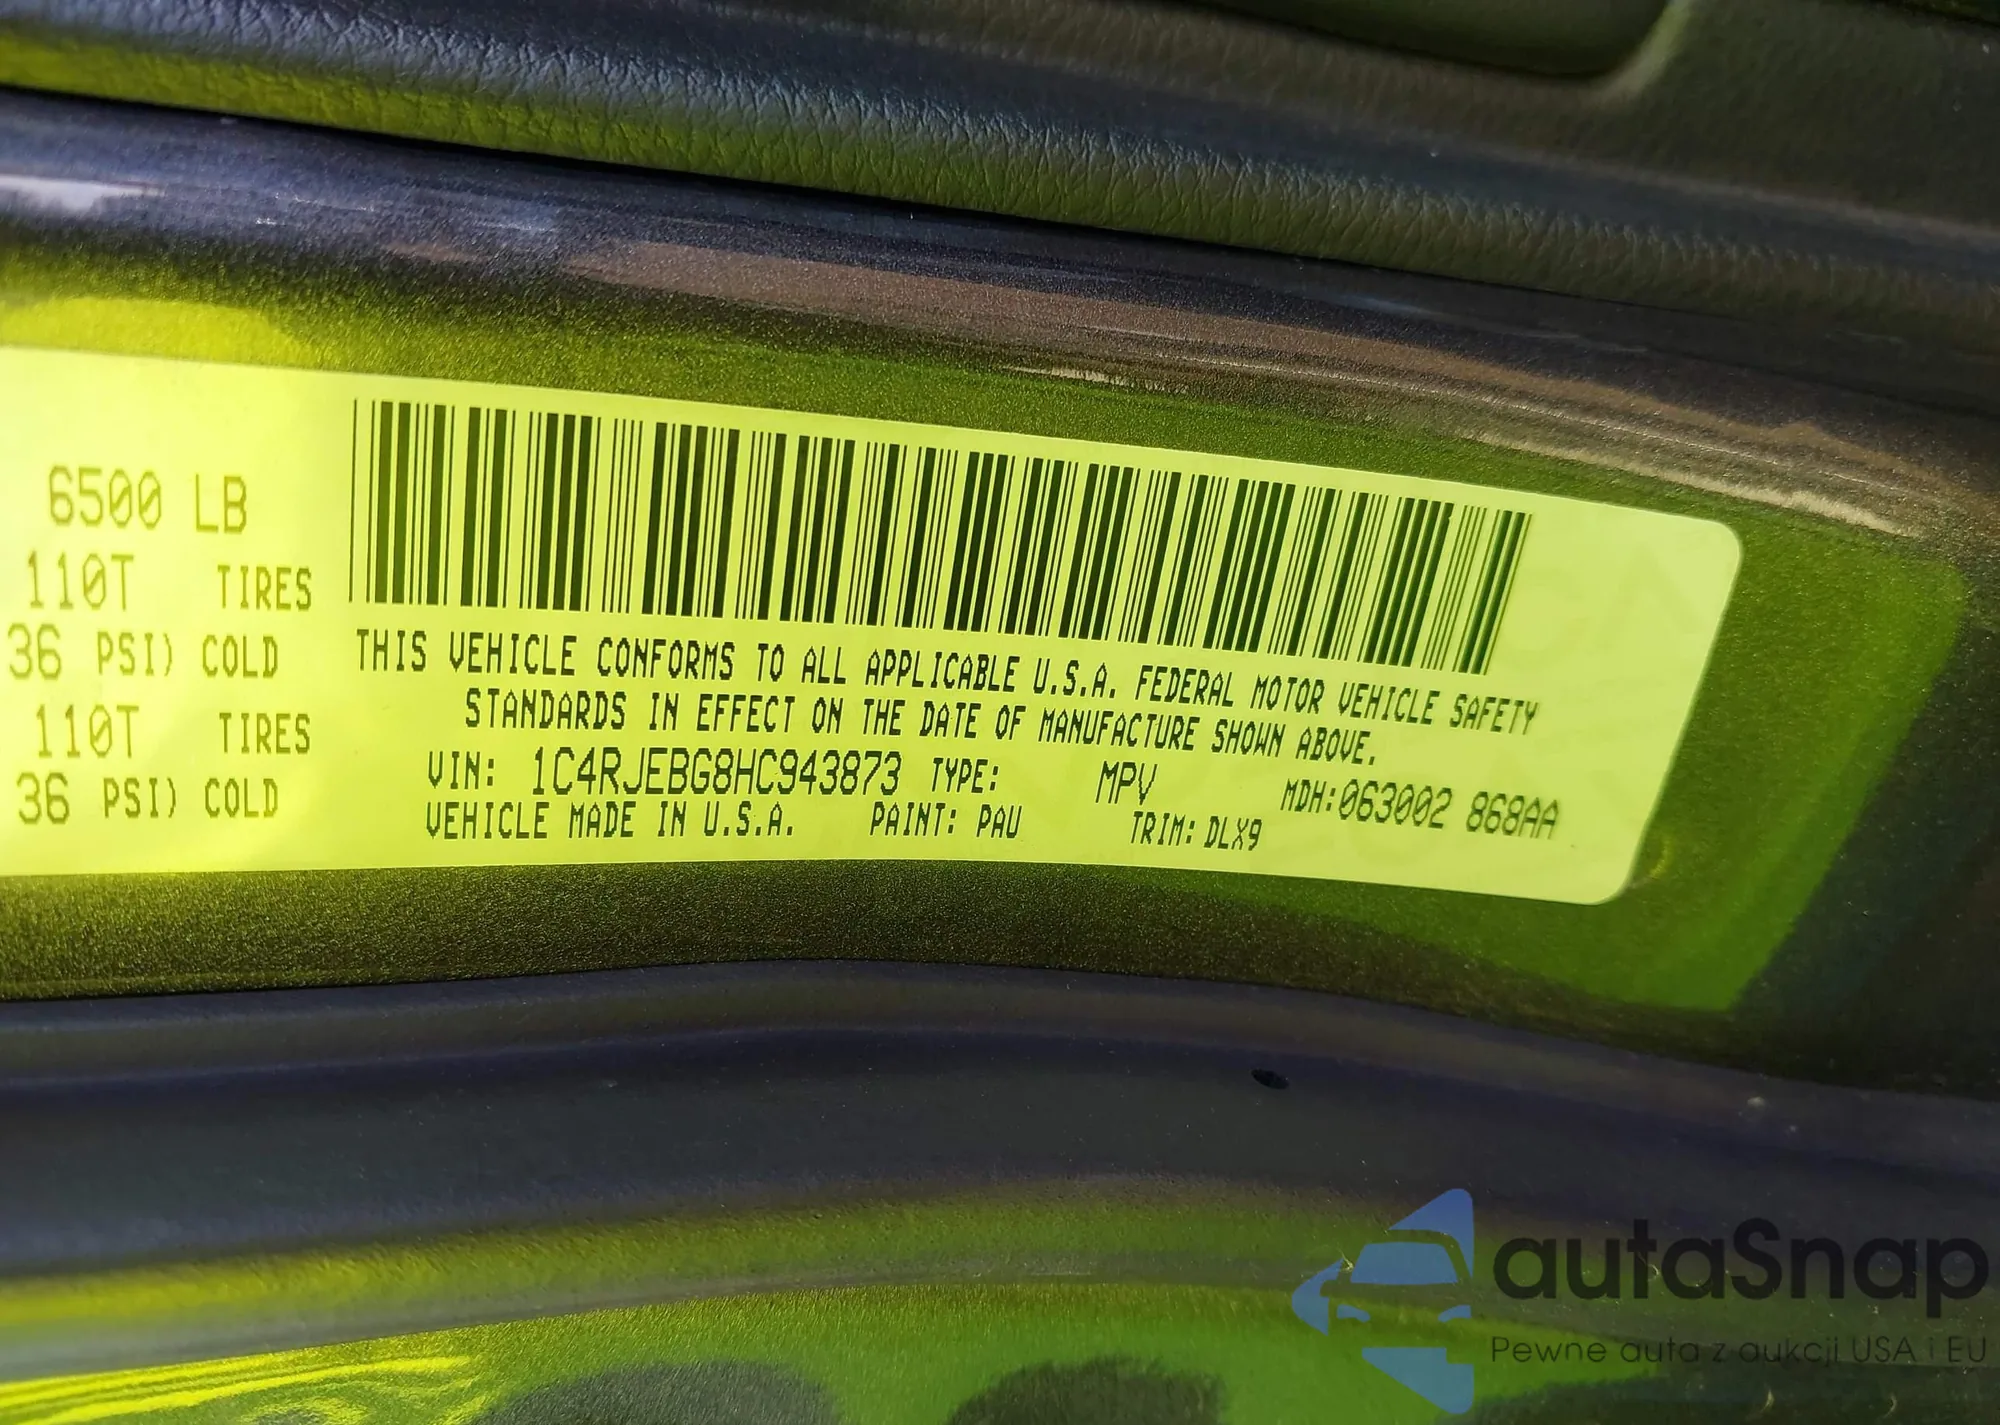 6500 LB
110T TIRES
36 PSI) COLD
110T TIRES
36 PSI) COLD
THIS VEHICLE CONFORMS TO ALL APPLICABLE U.S.A. FEDERAL MOTOR VEHICLE SAFETY
STANDARDS IN EFFECT ON THE DATE OF MANUFACTURE SHOWN ABOVE.
VIN: 1C4RJEBG8HC943873 TYPE: MPV MDH:063002 868AA
VEHICLE MADE IN U.S.A. PAINT: PAU TRIM: DLX9
autaSnap
Pewne auta z aukcji USA i EU